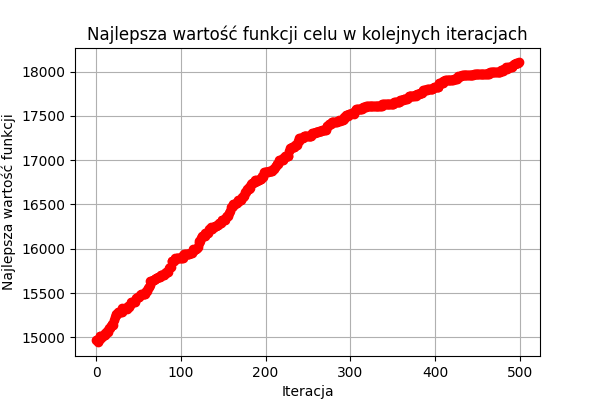 Najlepsza wartość funkcji celu w kolejnych iteracjach
Najlepsza wartość funkcji
18000
17500
17000
16500
16000
15500
15000
0 100 200 300 400 500
Iteracja